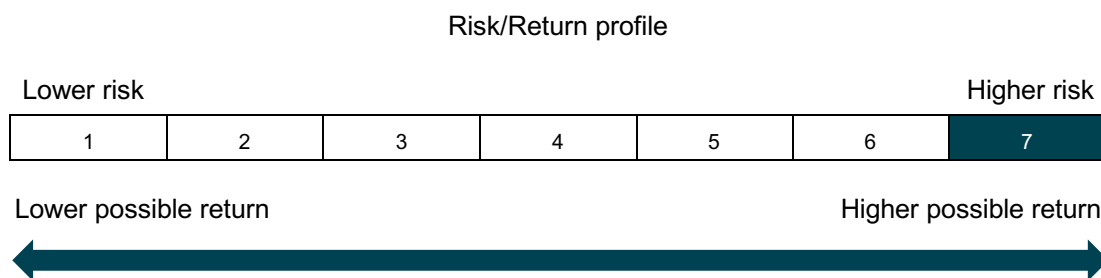 Risk/Return profile
Lower risk Higher risk
1 2 3 4 5 6 7
Lower possible return Higher possible return